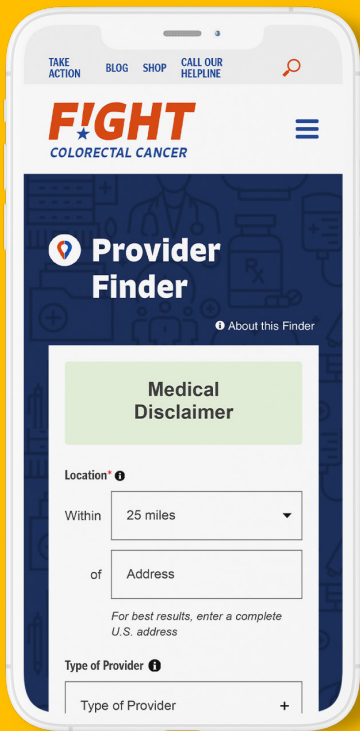 TAKE
ACTION
BLOG
SHOP
CALL OUR
HELPLINE
F!GHT
COLORECTAL CANCER
Provider
Finder
About this Finder
Medical
Disclaimer
Location*
Within
25 miles
of
Address
For best results, enter a complete
U.S. address
Type of Provider
Type of Provider +